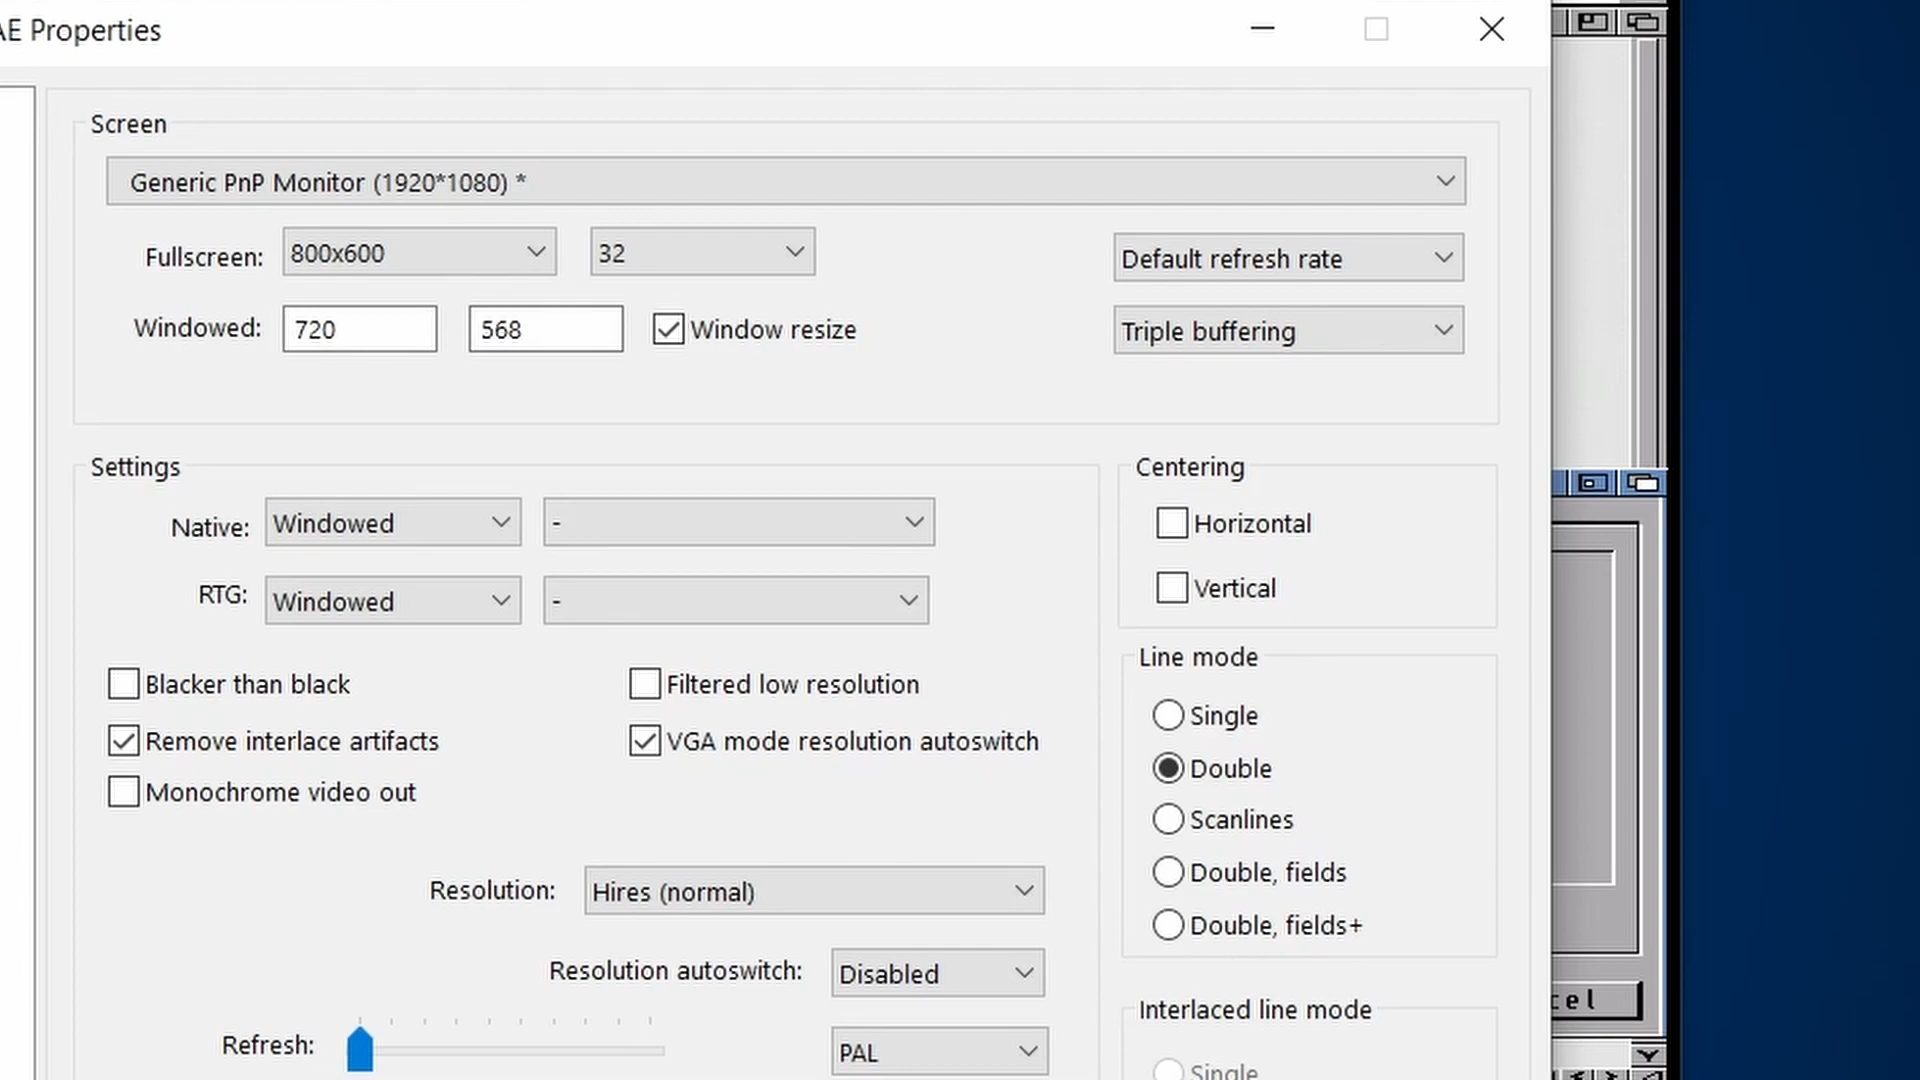 AE Properties
Screen
Generic PnP Monitor (1920*1080) *
Fullscreen: 800x600 32 Default refresh rate
Windowed: 720 568 Window resize Triple buffering
Settings
Centering
Native: Windowed -
Horizontal
RTG: Windowed -
Vertical
Line mode
Blacker than black Filtered low resolution
Single
Remove interlace artifacts VGA mode resolution autoswitch
Double
Monochrome video out
Scanlines
Resolution: Hires (normal)
Double, fields
Double, fields+
Resolution autoswitch: Disabled
cel
Interlaced line mode
Refresh: PAL
Single